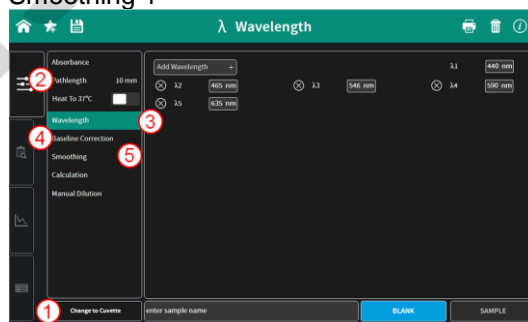 Smoothing 1
λ Wavelength
Absorbance
Pathlength 10 mm
Heat To 37°C
Wavelength
Baseline Correction
Smoothing
Calculation
Manual Dilution
2
4
3
5
1
Add Wavelength +
λ1 440 nm
λ2 465 nm
λ3 546 nm
λ4 590 nm
λ5 635 nm
Change to Cuvette
enter sample name
BLANK
SAMPLE